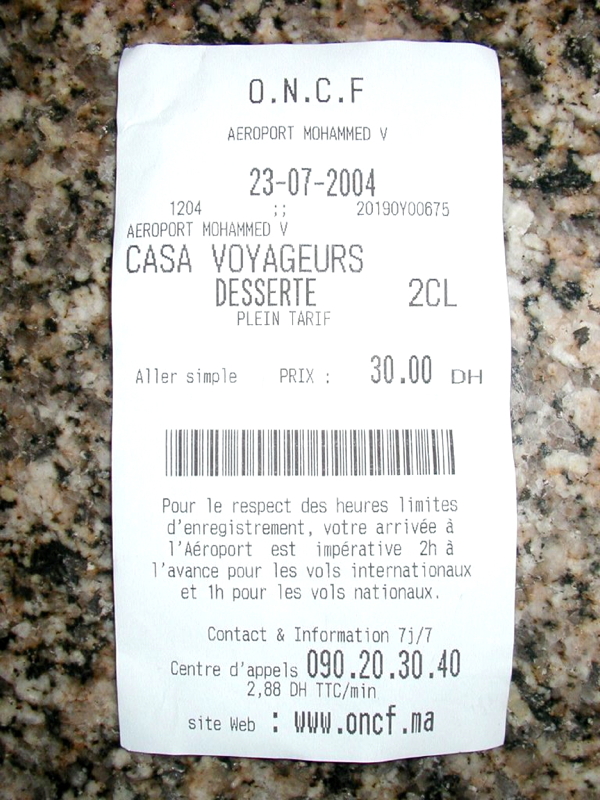 O.N.C.F
AEROPORT MOHAMMED V
23-07-2004
1204 ;; 20190Y00675
AEROPORT MOHAMMED V
CASA VOYAGEURS
DESSERTE 2CL
PLEIN TARIF
Aller simple PRIX : 30.00 DH
Pour le respect des heures limites
d'enregistrement, votre arrivée à
l'Aéroport est impérative 2h à
l'avance pour les vols internationaux
et 1h pour les vols nationaux.
Contact & Information 7j/7
Centre d'appels 090.20.30.40
2,88 DH TTC/min
site Web : www.oncf.ma